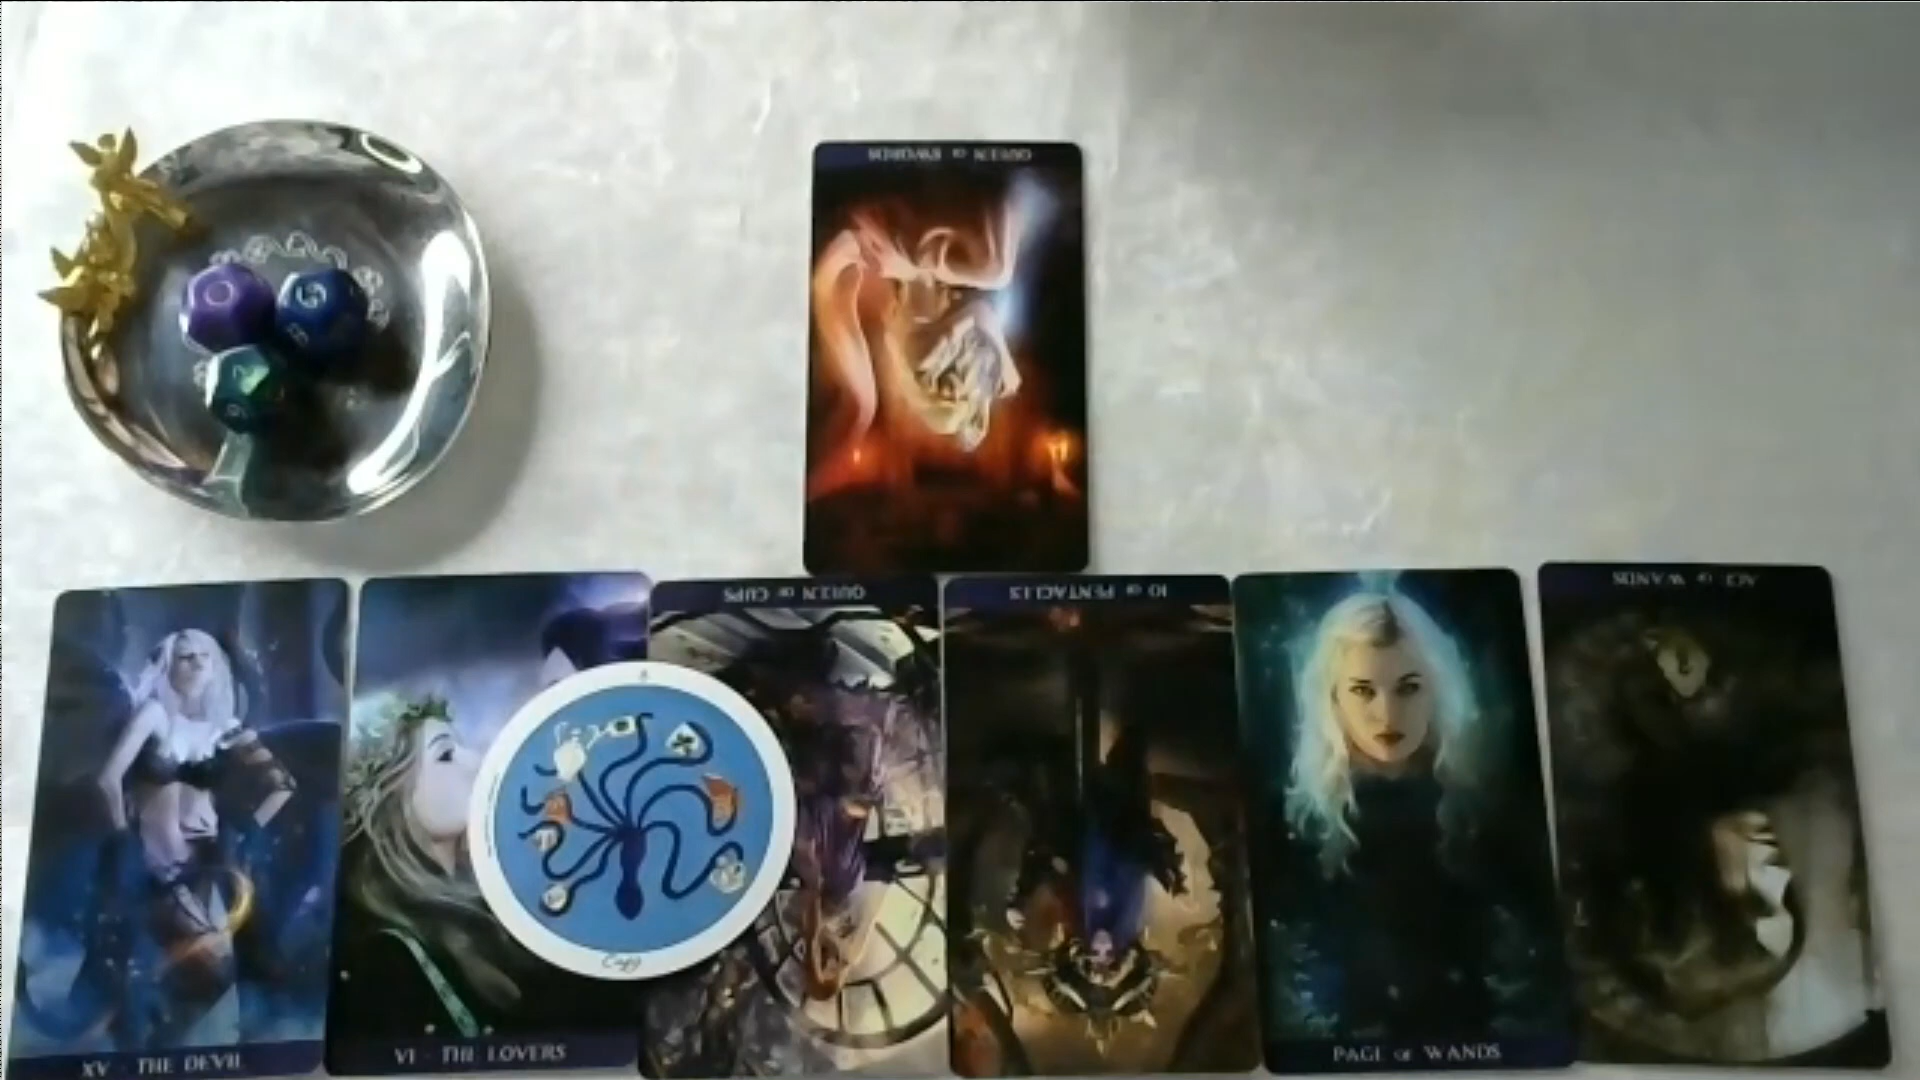 QUEEN OF SWORDS
QUEEN OF CUPS
10 OF PENTACLES
ACE OF WANDS
XV · THE DEVIL
VI · THE LOVERS
PAGE OF WANDS